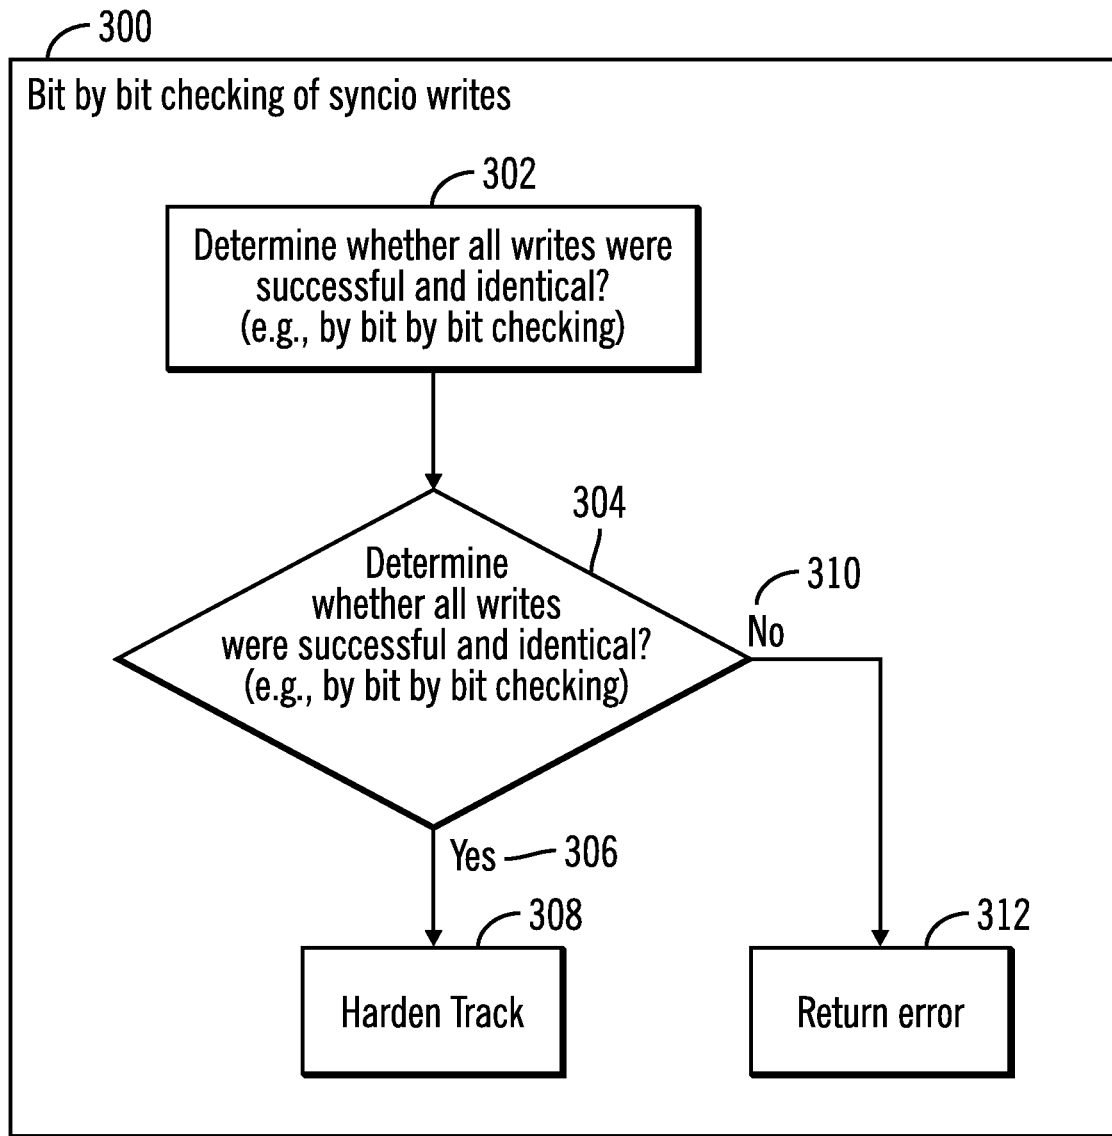 300
Bit by bit checking of syncio writes
302
Determine whether all writes were
successful and identical?
(e.g., by bit by bit checking)
304
Determine
whether all writes
were successful and identical?
(e.g., by bit by bit checking)
310
No
Yes 306
308
Harden Track
312
Return error